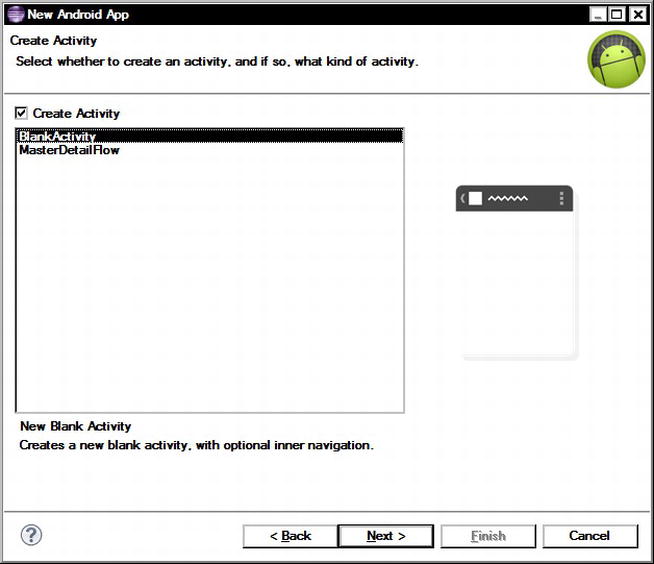 New Android App
Create Activity
Select whether to create an activity, and if so, what kind of activity.
Create Activity
BlankActivity
MasterDetailFlow
New Blank Activity
Creates a new blank activity, with optional inner navigation.
?
< Back
Next >
Finish
Cancel